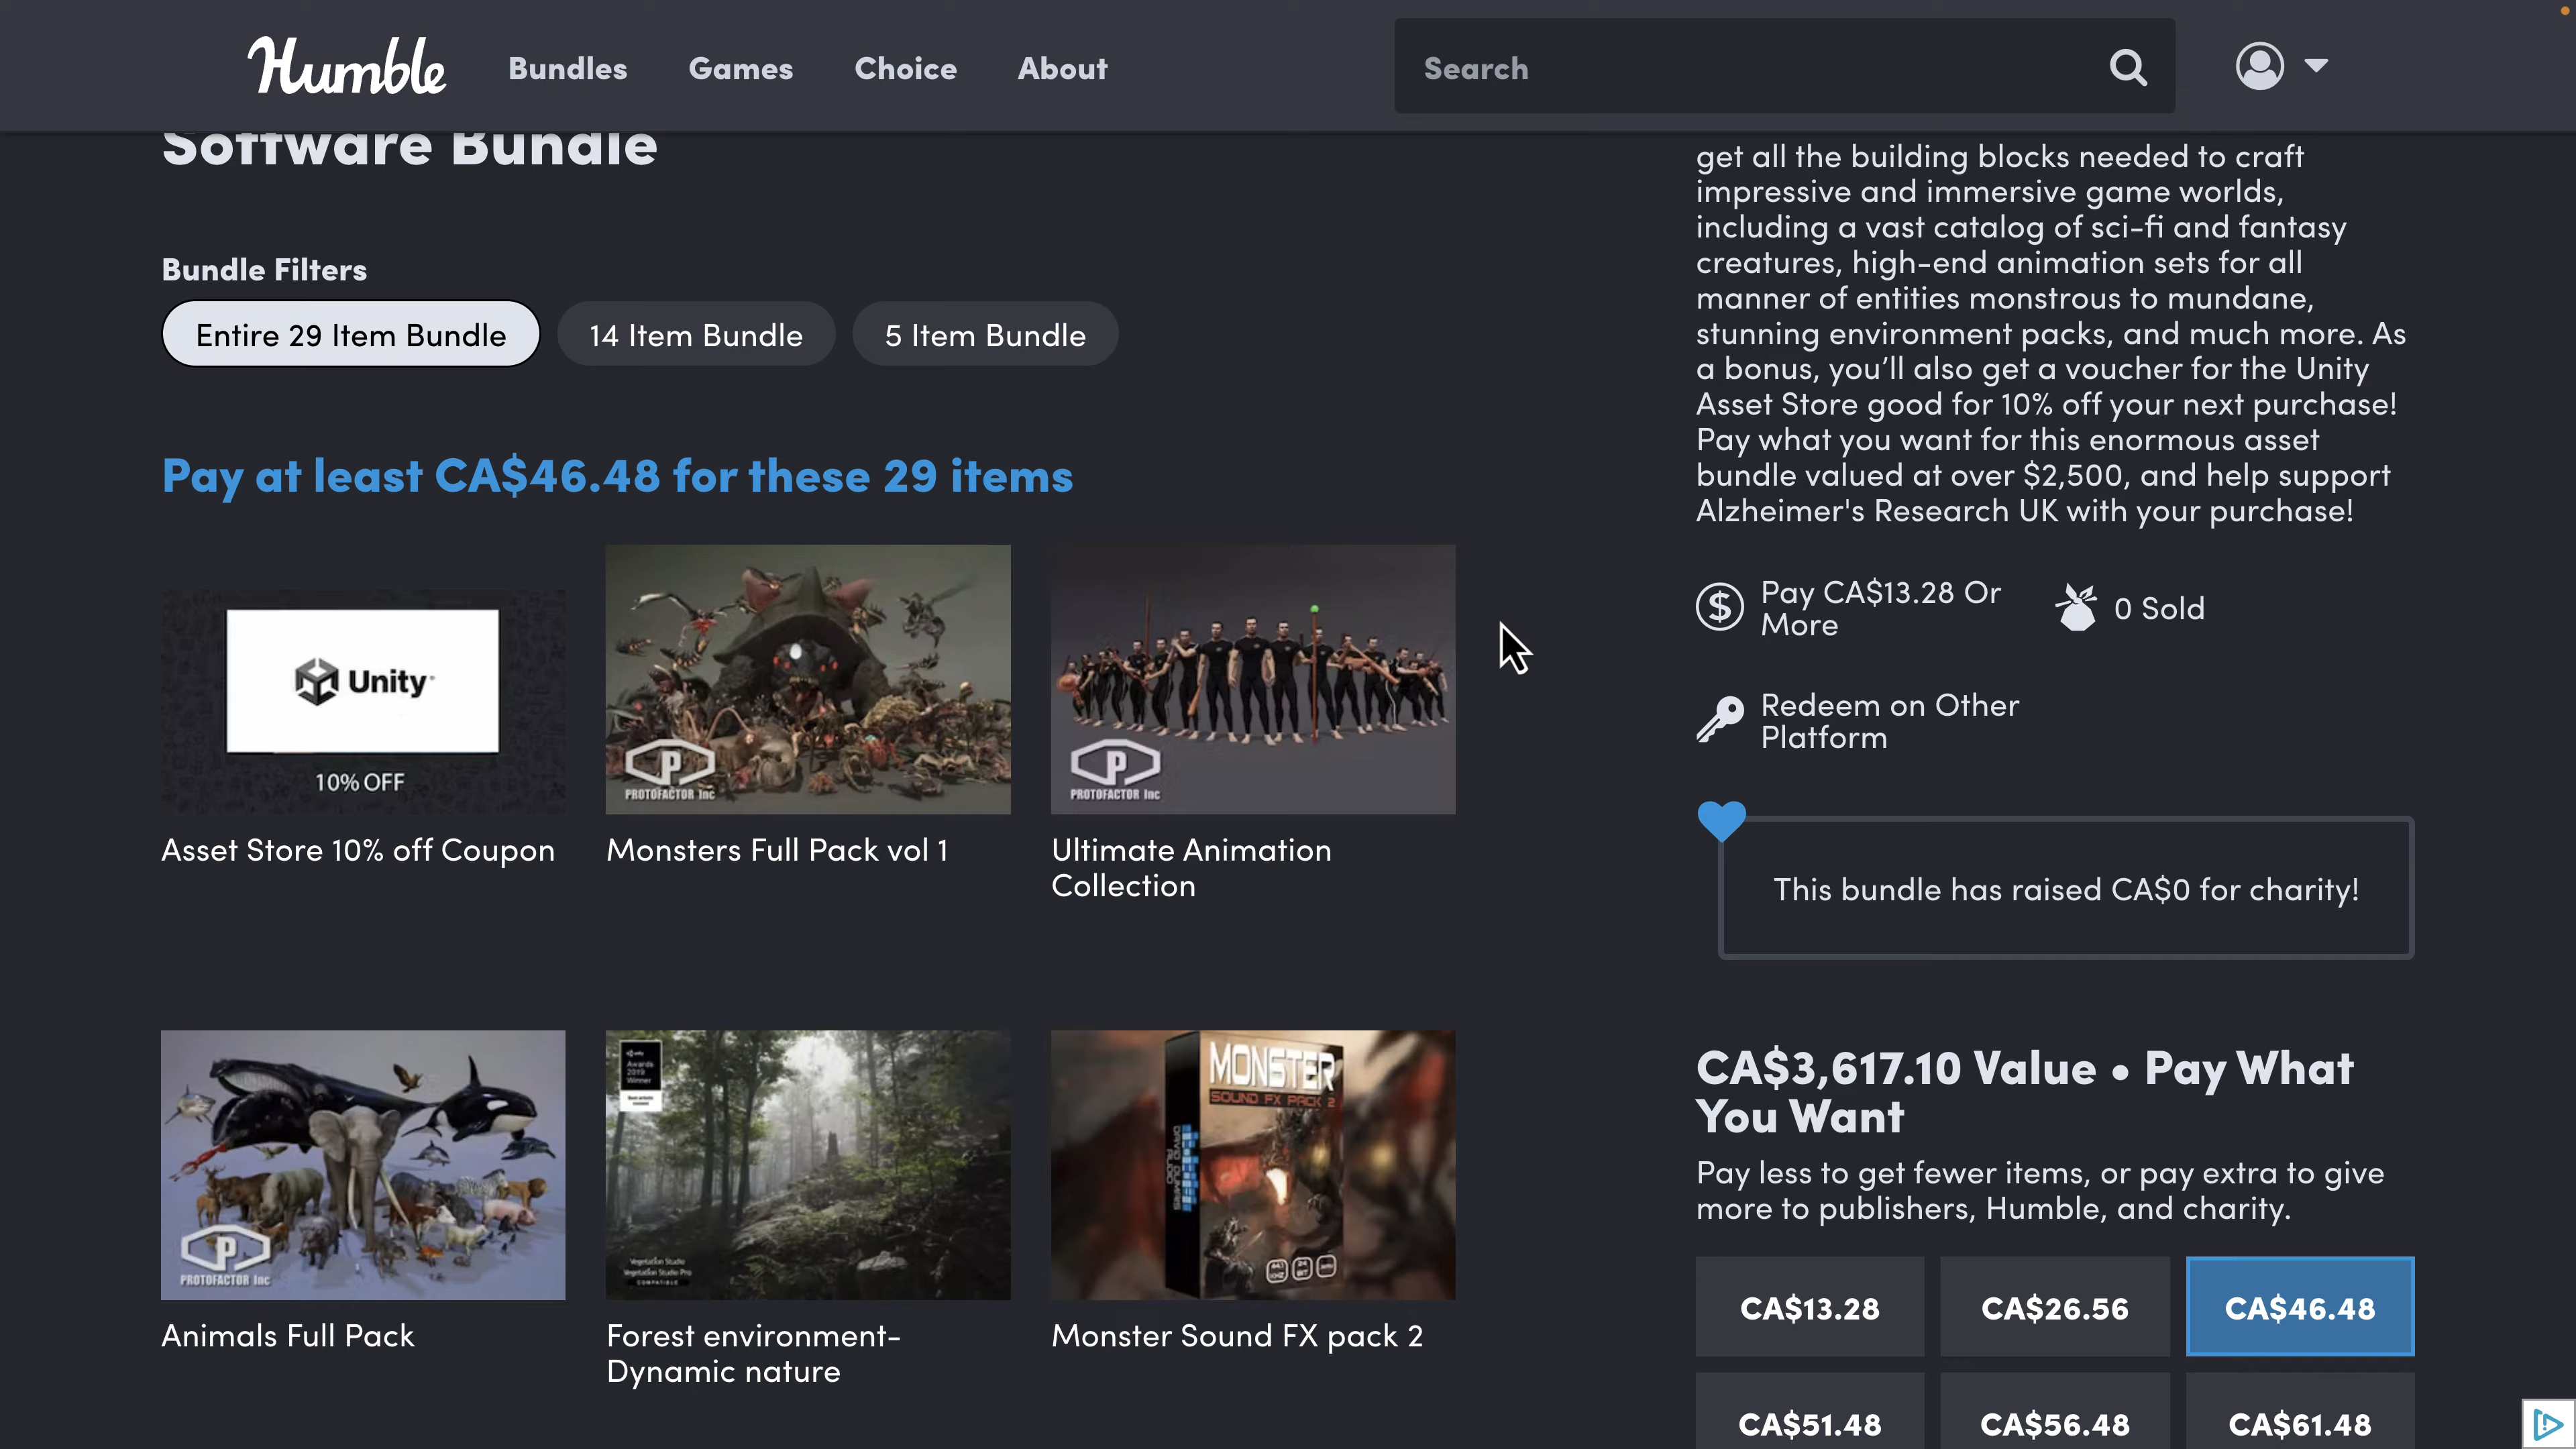 Humble
Bundles
Games
Choice
About
Search
Software Bundle
Bundle Filters
Entire 29 Item Bundle
14 Item Bundle
5 Item Bundle
Pay at least CA$46.48 for these 29 items
Unity
10% OFF
Asset Store 10% off Coupon
P
PROTOFACTOR Inc
Monsters Full Pack vol 1
P
PROTOFACTOR Inc
Ultimate Animation
Collection
P
PROTOFACTOR Inc
Animals Full Pack
Awards
2019
Winner
Vegetation Studio
Vegetation Studio Pro
COMPATIBLE
Forest environment-
Dynamic nature
MONSTER
SOUND FX PACK 2
Monster Sound FX pack 2
get all the building blocks needed to craft
impressive and immersive game worlds,
including a vast catalog of sci-fi and fantasy
creatures, high-end animation sets for all
manner of entities monstrous to mundane,
stunning environment packs, and much more. As
a bonus, you’ll also get a voucher for the Unity
Asset Store good for 10% off your next purchase!
Pay what you want for this enormous asset
bundle valued at over $2,500, and help support
Alzheimer's Research UK with your purchase!
Pay CA$13.28 Or
More
0 Sold
Redeem on Other
Platform
This bundle has raised CA$0 for charity!
CA$3,617.10 Value • Pay What
You Want
Pay less to get fewer items, or pay extra to give
more to publishers, Humble, and charity.
CA$13.28
CA$26.56
CA$46.48
CA$51.48
CA$56.48
CA$61.48